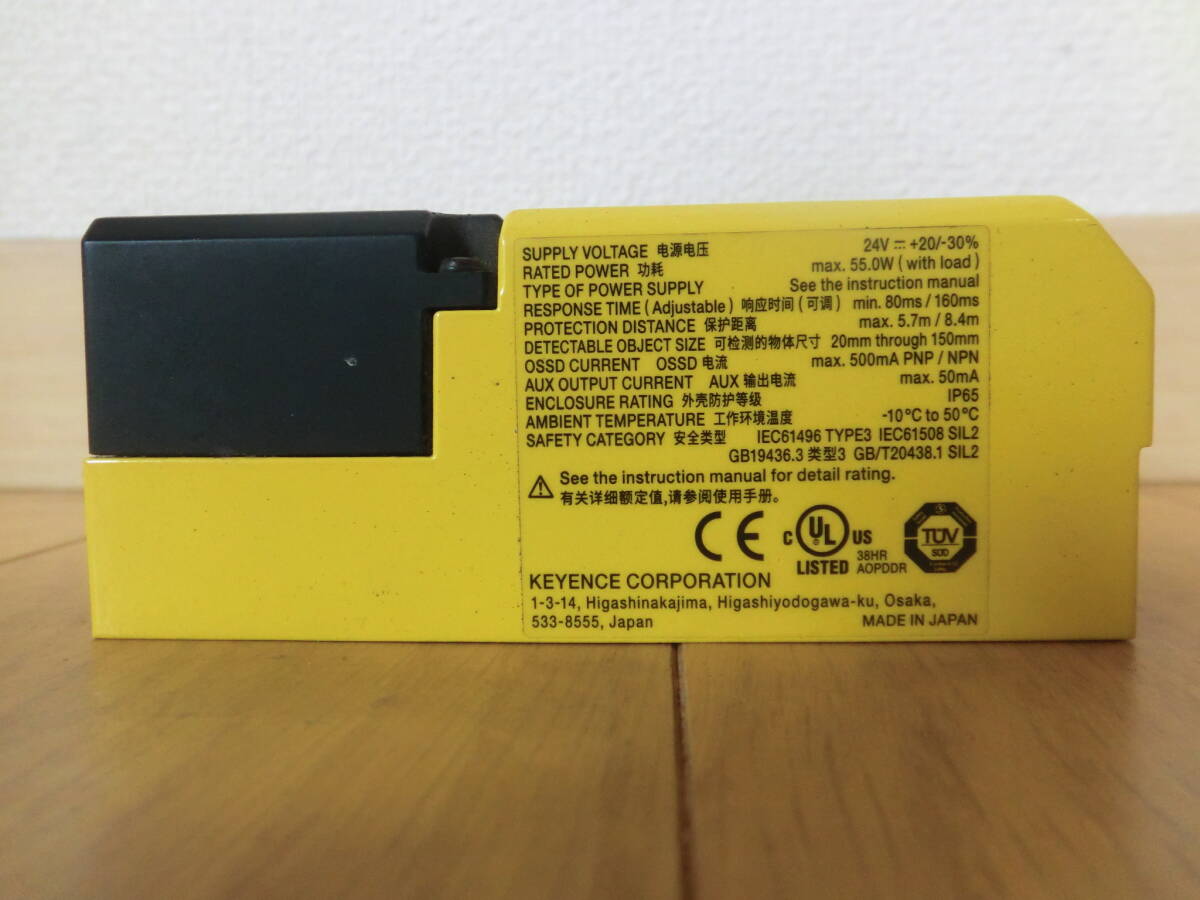 SUPPLY VOLTAGE 电源电压 24V ⎓ +20/-30%
RATED POWER 功耗 max. 55.0W ( with load )
TYPE OF POWER SUPPLY See the instruction manual
RESPONSE TIME ( Adjustable ) 响应时间 ( 可调 ) min. 80ms / 160ms
PROTECTION DISTANCE 保护距离 max. 5.7m / 8.4m
DETECTABLE OBJECT SIZE 可检测的物体尺寸 20mm through 150mm
OSSD CURRENT OSSD 电流 max. 500mA PNP / NPN
AUX OUTPUT CURRENT AUX 输出电流 max. 50mA
ENCLOSURE RATING 外壳防护等级 IP65
AMBIENT TEMPERATURE 工作环境温度 -10°C to 50°C
SAFETY CATEGORY 安全类型 IEC61496 TYPE3 IEC61508 SIL2
GB19436.3 类型3 GB/T20438.1 SIL2
See the instruction manual for detail rating.
有关详细额定值,请参阅使用手册。
CE
C UL US
LISTED
38HR
AOPDDR
TÜV
SÜD
KEYENCE CORPORATION
1-3-14, Higashinakajima, Higashiyodogawa-ku, Osaka,
533-8555, Japan MADE IN JAPAN